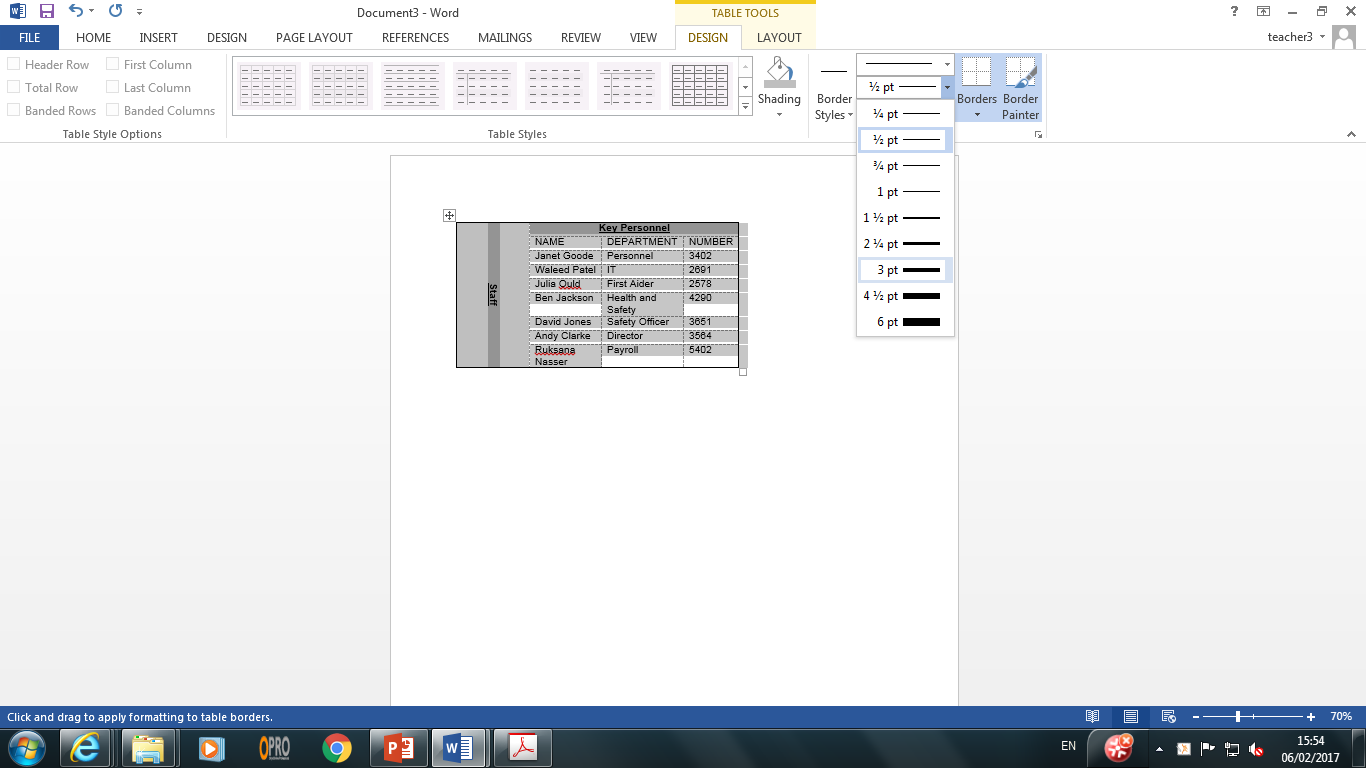 Document3 - Word
TABLE TOOLS
?
FILE HOME INSERT DESIGN PAGE LAYOUT REFERENCES MAILINGS REVIEW VIEW DESIGN LAYOUT
teacher3
Header Row First Column
Total Row Last Column
Banded Rows Banded Columns
Table Style Options
Table Styles
Shading
Border Styles
½ pt
Borders
Border Painter
¼ pt
½ pt
¾ pt
1 pt
1 ½ pt
2 ¼ pt
3 pt
4 ½ pt
6 pt
Staff
Key Personnel
NAME DEPARTMENT NUMBER
Janet Goode Personnel 3402
Waleed Patel IT 2691
Julia Ould First Aider 2578
Ben Jackson Health and Safety 4290
David Jones Safety Officer 3651
Andy Clarke Director 3564
Ruksana Nasser Payroll 5402
Click and drag to apply formatting to table borders.
70%
OPRO
EN
15:54
06/02/2017